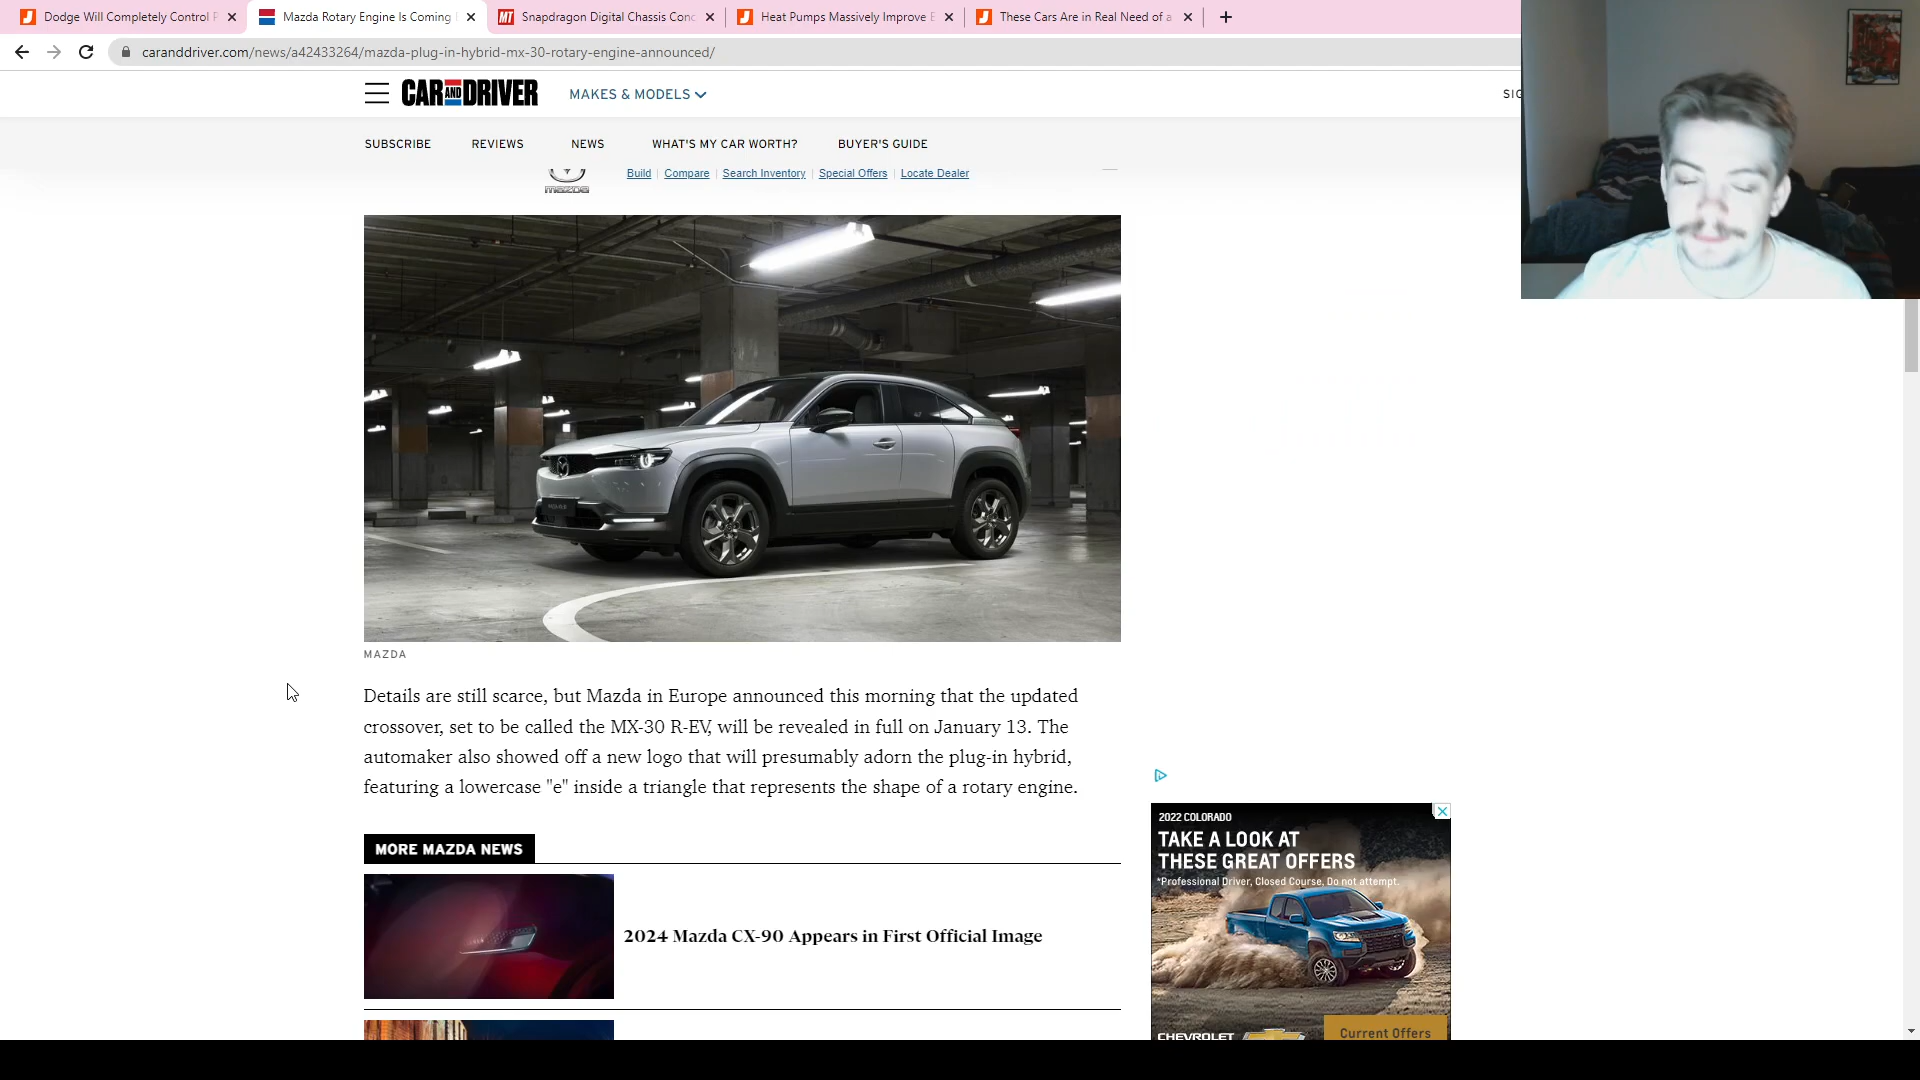 Dodge Will Completely Control P
Mazda Rotary Engine Is Coming
Snapdragon Digital Chassis Conc
Heat Pumps Massively Improve E
These Cars Are in Real Need of a
caranddriver.com/news/a42433264/mazda-plug-in-hybrid-mx-30-rotary-engine-announced/
CAR AND DRIVER
MAKES & MODELS
SIG
SUBSCRIBE
REVIEWS
NEWS
WHAT'S MY CAR WORTH?
BUYER'S GUIDE
mazda
Build | Compare | Search Inventory | Special Offers | Locate Dealer
MAZDA
Details are still scarce, but Mazda in Europe announced this morning that the updated
crossover, set to be called the MX-30 R-EV, will be revealed in full on January 13. The
automaker also showed off a new logo that will presumably adorn the plug-in hybrid,
featuring a lowercase "e" inside a triangle that represents the shape of a rotary engine.
MORE MAZDA NEWS
2024 Mazda CX-90 Appears in First Official Image
2022 COLORADO
TAKE A LOOK AT
THESE GREAT OFFERS
*Professional Driver, Closed Course. Do not attempt.
CHEVROLET
Current Offers